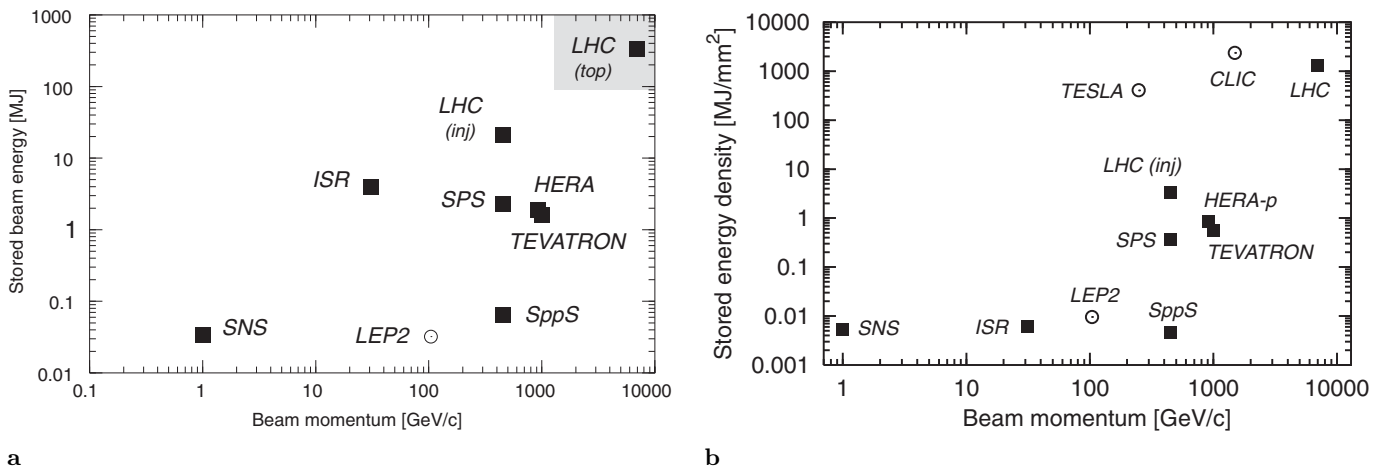 1000
100
10
1
0.1
0.01
Stored beam energy [MJ]
LHC
(top)
LHC
(inj)
ISR
SPS
HERA
TEVATRON
SNS
LEP2
SppS
0.1
1
10
100
1000
10000
Beam momentum [GeV/c]
a
10000
1000
100
10
1
0.1
0.01
0.001
Stored energy density [MJ/mm²]
TESLA
CLIC
LHC
LHC (inj)
HERA-p
SPS
TEVATRON
LEP2
SppS
SNS
ISR
1
10
100
1000
10000
Beam momentum [GeV/c]
b